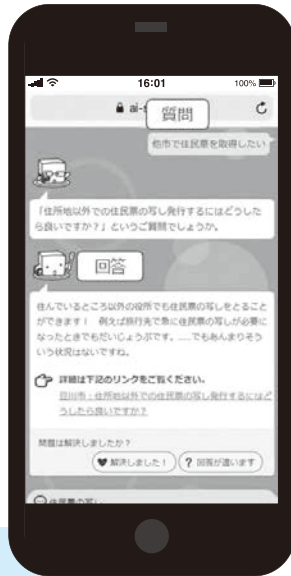 16:01
100%
ai-s
質問
他市で住民票を取得したい
「住所地以外での住民票の写し発行するにはどうした
ら良いですか？」というご質問でしょうか。
回答
住んでいるところ以外の役所でも住民票の写しをとること
ができます！ 例えば旅行先で急に住民票の写しが必要に
なったときでもだいじょうぶです。……でもあんまりそう
いう状況はないですね。
詳細は下記のリンクをご覧ください。
豊川市：住所地以外での住民票の写し発行するにはど
うしたら良いですか？
問題は解決しましたか？
解決しました！
? 回答が違います
住民票の写し